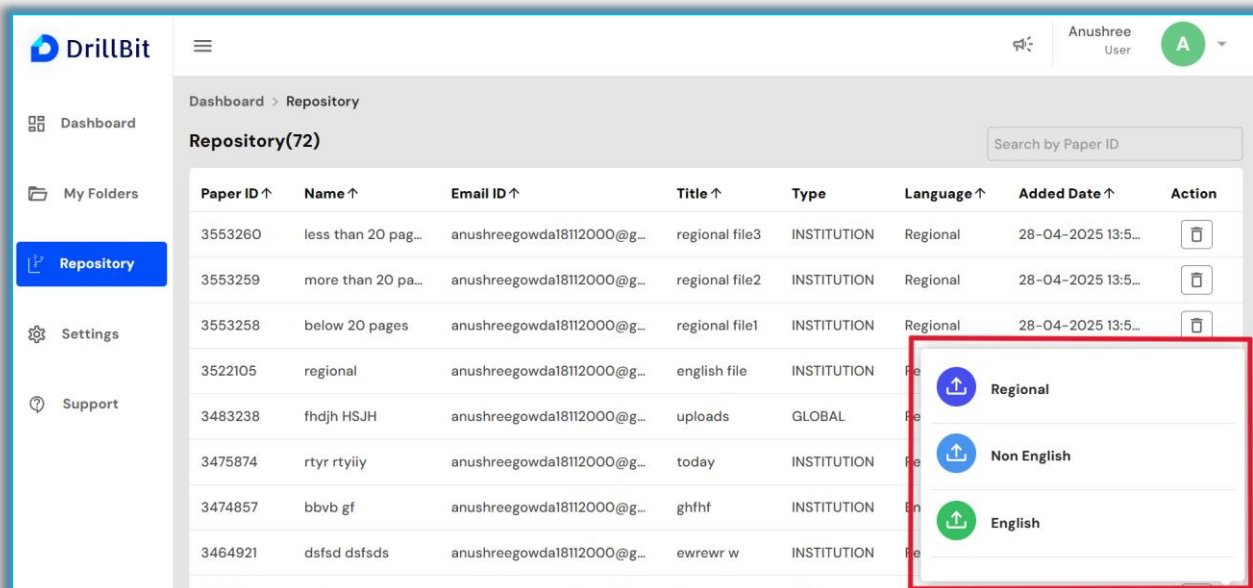 DrillBit
Anushree
User
A
Dashboard
My Folders
Repository
Settings
Support
Dashboard > Repository
Repository(72)
Search by Paper ID
Paper ID↑ Name↑ Email ID↑ Title↑ Type Language↑ Added Date↑ Action
3553260 less than 20 pag... anushreegowda18112000@g... regional file3 INSTITUTION Regional 28-04-2025 13:5...
3553259 more than 20 pa... anushreegowda18112000@g... regional file2 INSTITUTION Regional 28-04-2025 13:5...
3553258 below 20 pages anushreegowda18112000@g... regional file1 INSTITUTION Regional 28-04-2025 13:5...
3522105 regional anushreegowda18112000@g... english file INSTITUTION
3483238 fhdjh HSJH anushreegowda18112000@g... uploads GLOBAL
3475874 rtyr rtyiiy anushreegowda18112000@g... today INSTITUTION
3474857 bbvb gf anushreegowda18112000@g... ghfhf INSTITUTION
3464921 dsfsd dsfsds anushreegowda18112000@g... ewrewr w INSTITUTION
Regional
Non English
English